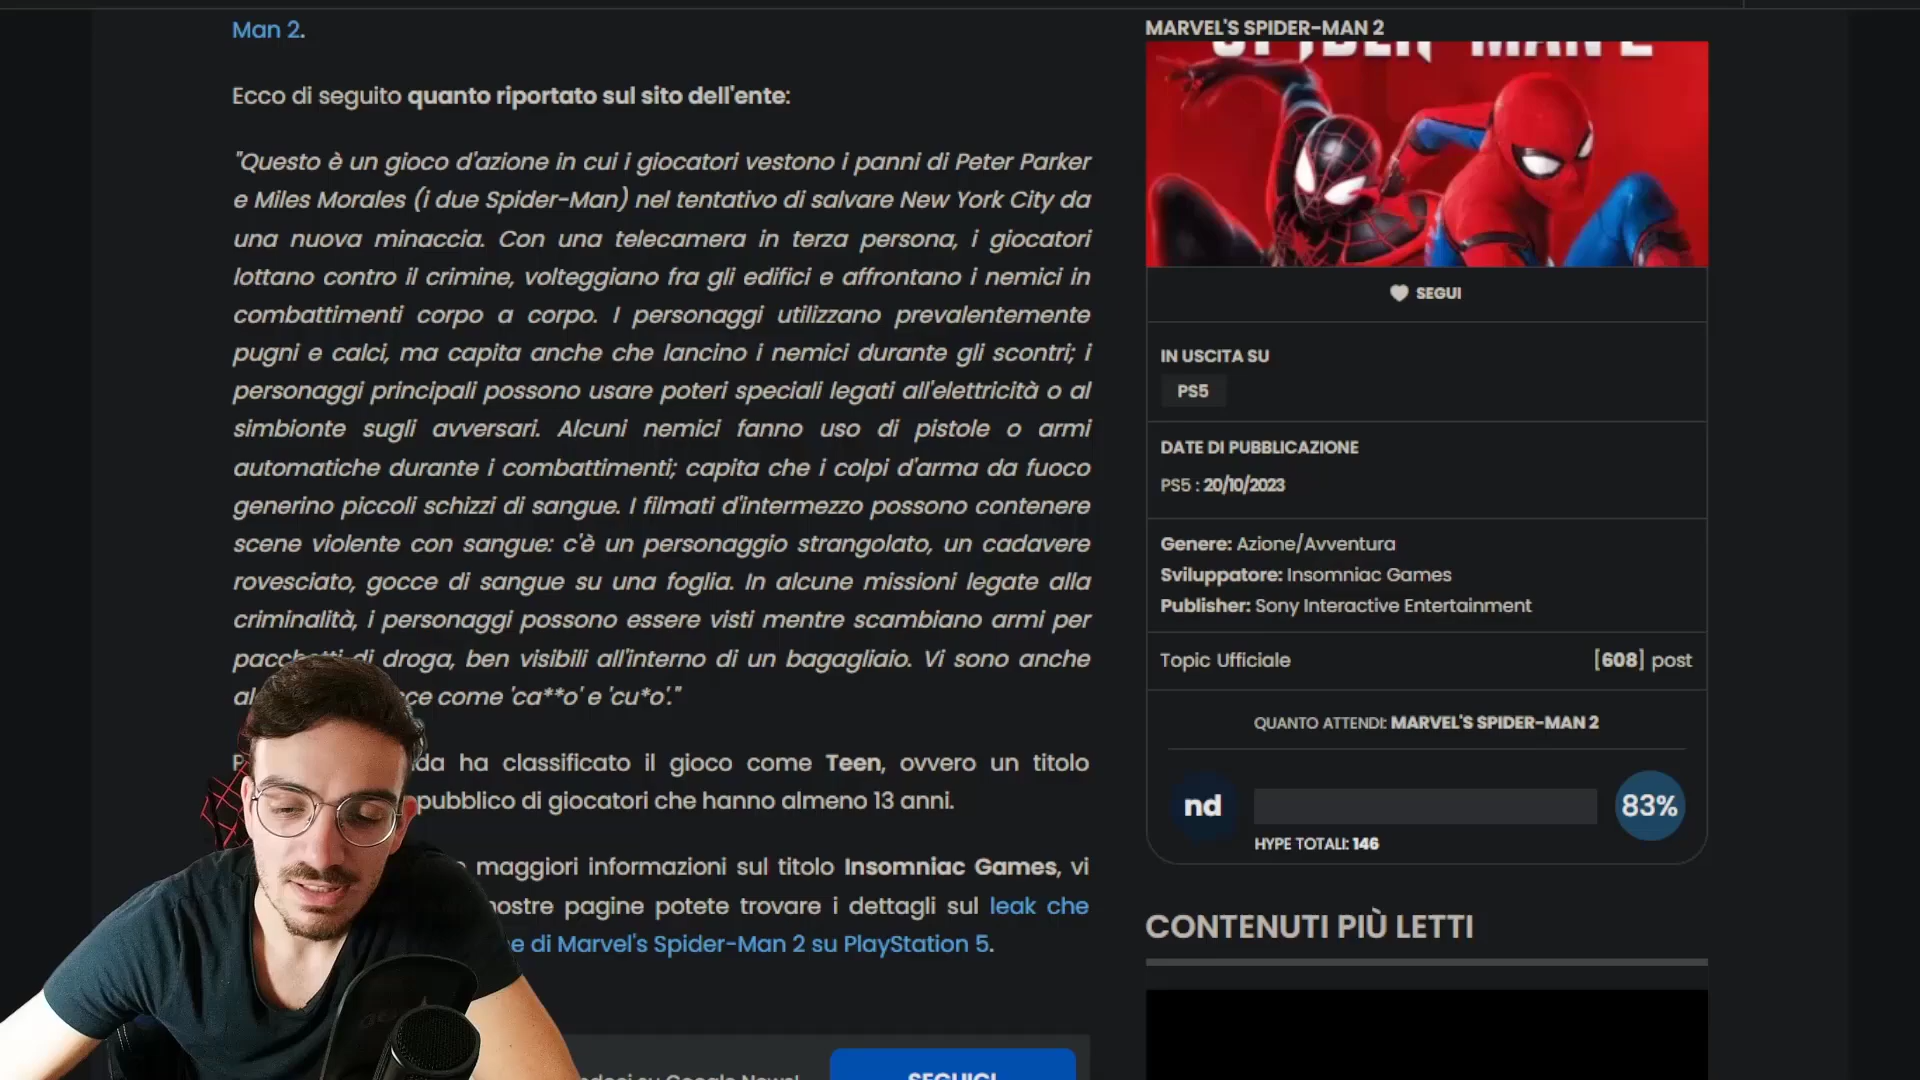 Man 2.
Ecco di seguito quanto riportato sul sito dell'ente:
"Questo è un gioco d'azione in cui i giocatori vestono i panni di Peter Parker
e Miles Morales (i due Spider-Man) nel tentativo di salvare New York City da
una nuova minaccia. Con una telecamera in terza persona, i giocatori
lottano contro il crimine, volteggiano fra gli edifici e affrontano i nemici in
combattimenti corpo a corpo. I personaggi utilizzano prevalentemente
pugni e calci, ma capita anche che lancino i nemici durante gli scontri; i
personaggi principali possono usare poteri speciali legati all'elettricità o al
simbionte sugli avversari. Alcuni nemici fanno uso di pistole o armi
automatiche durante i combattimenti; capita che i colpi d'arma da fuoco
generino piccoli schizzi di sangue. I filmati d'intermezzo possono contenere
scene violente con sangue: c'è un personaggio strangolato, un cadavere
rovesciato, gocce di sangue su una foglia. In alcune missioni legate alla
criminalità, i personaggi possono essere visti mentre scambiano armi per
pacchetti di droga, ben visibili all'interno di un bagagliaio. Vi sono anche
come 'ca**o' e 'cu*o'."
ha classificato il gioco come Teen, ovvero un titolo
pubblico di giocatori che hanno almeno 13 anni.
maggiori informazioni sul titolo Insomniac Games, vi
nostre pagine potete trovare i dettagli sul leak che
di Marvel's Spider-Man 2 su PlayStation 5.
su Google News!
SEGUICI
MARVEL'S SPIDER-MAN 2
SPIDER-MAN 2
SEGUI
IN USCITA SU
PS5
DATE DI PUBBLICAZIONE
PS5 : 20/10/2023
Genere: Azione/Avventura
Sviluppatore: Insomniac Games
Publisher: Sony Interactive Entertainment
Topic Ufficiale [608] post
QUANTO ATTENDI: MARVEL'S SPIDER-MAN 2
nd 83%
HYPE TOTALI: 146
CONTENUTI PIÙ LETTI